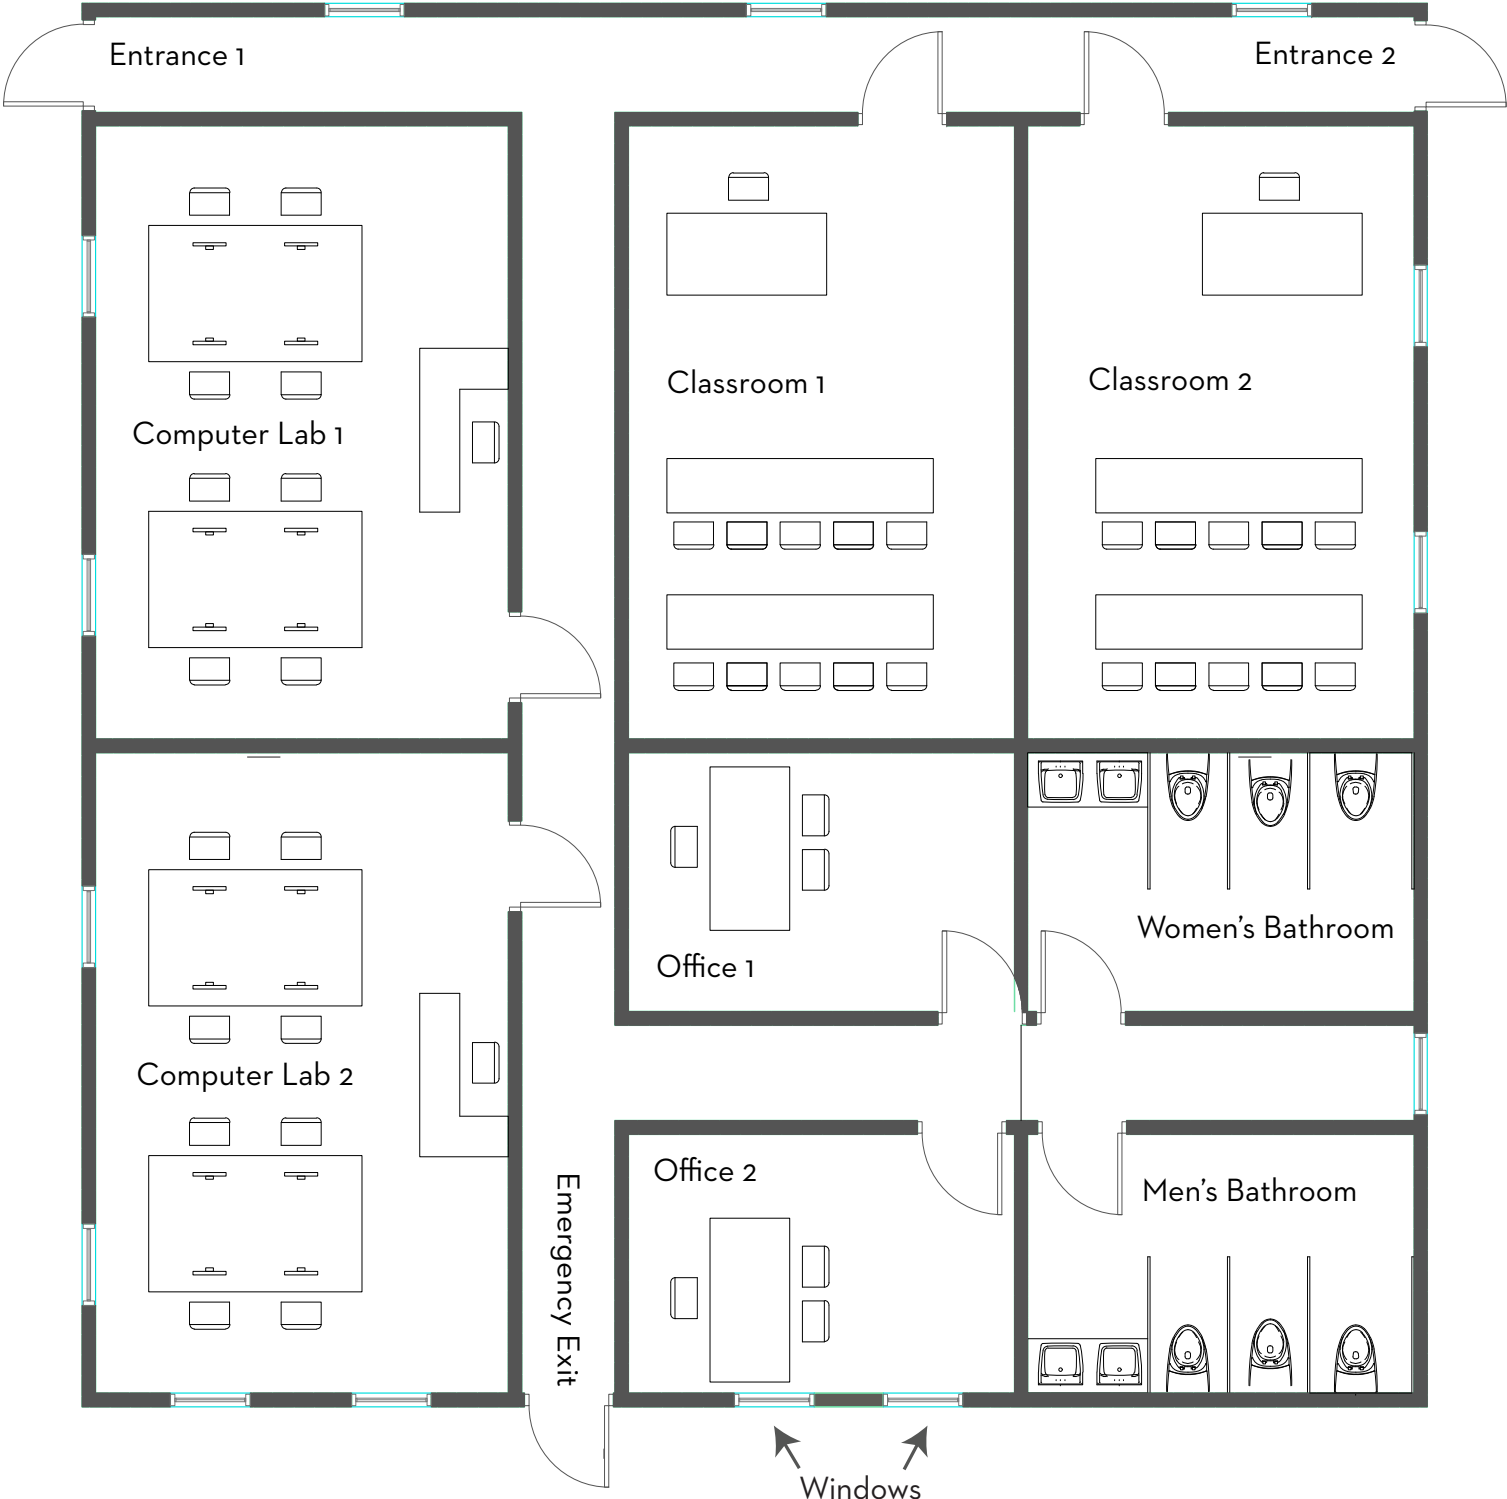 Entrance 1
Entrance 2
Classroom 1
Classroom 2
Computer Lab 1
Women's Bathroom
Office 1
Computer Lab 2
Office 2
Men's Bathroom
Emergency Exit
Windows